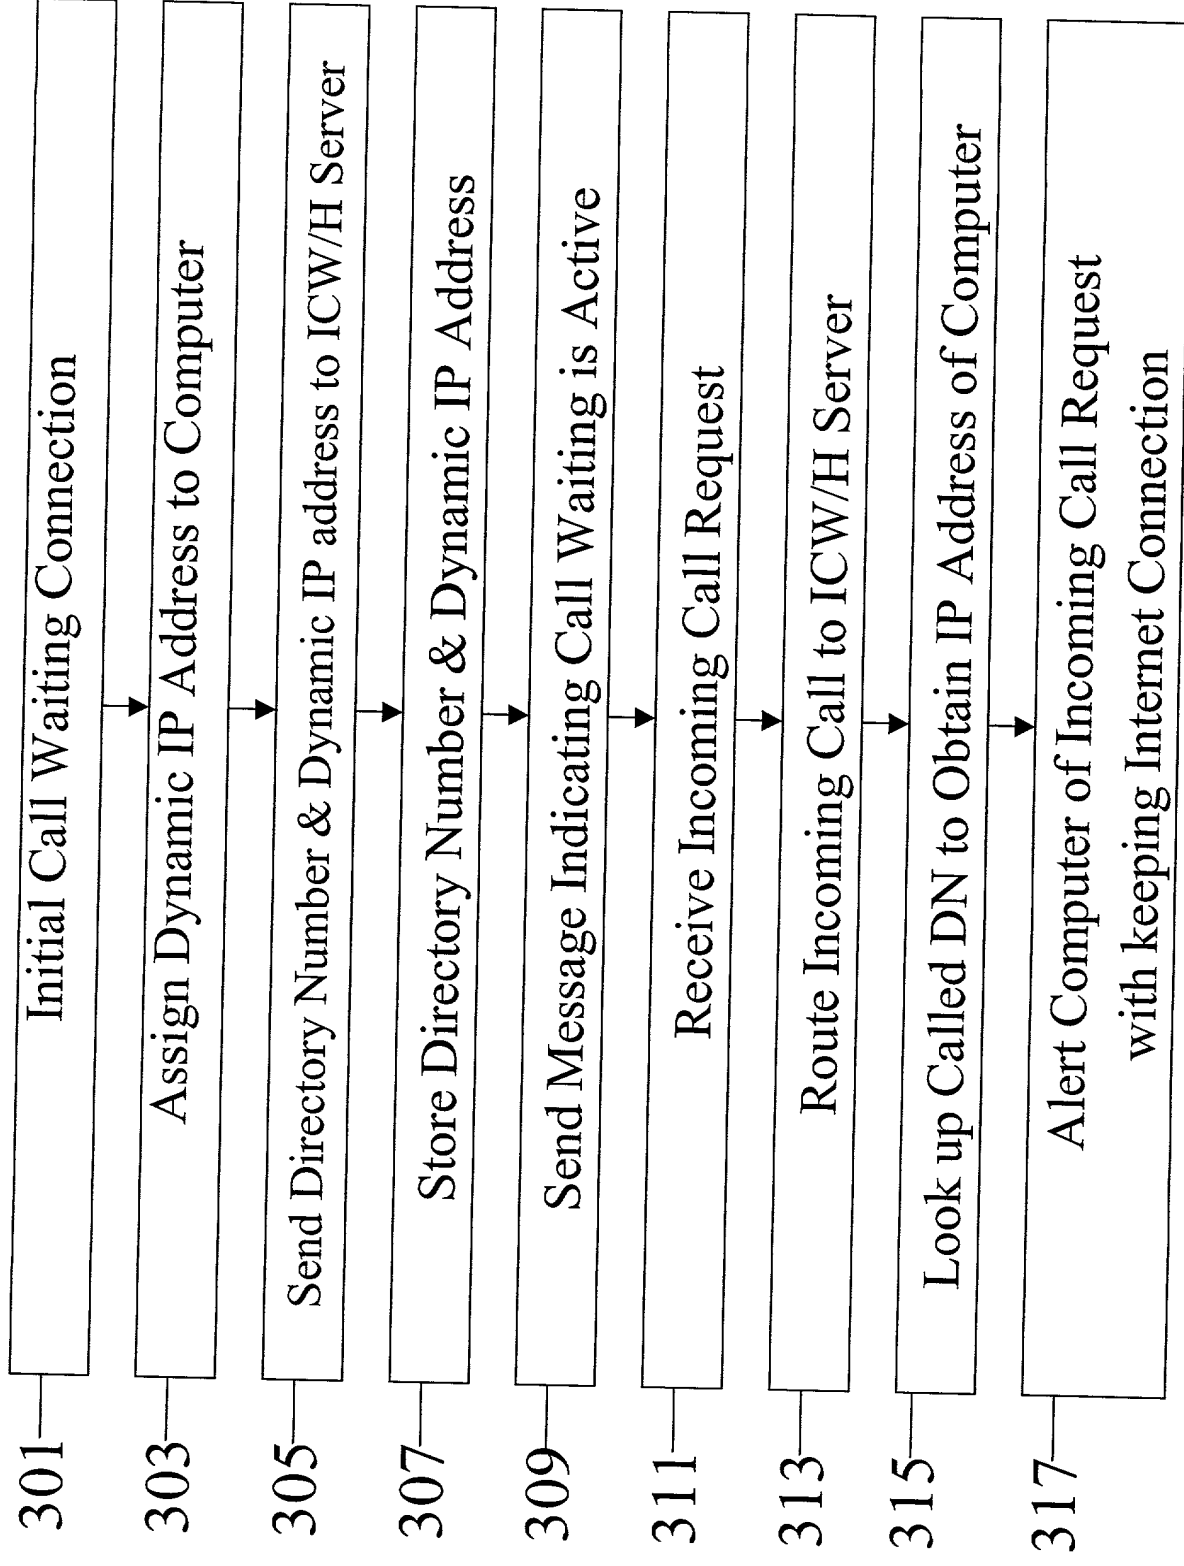 301
Initial Call Waiting Connection
303
Assign Dynamic IP Address to Computer
305
Send Directory Number & Dynamic IP address to ICW/H Server
307
Store Directory Number & Dynamic IP Address
309
Send Message Indicating Call Waiting is Active
311
Receive Incoming Call Request
313
Route Incoming Call to ICW/H Server
315
Look up Called DN to Obtain IP Address of Computer
317
Alert Computer of Incoming Call Request
with keeping Internet Connection